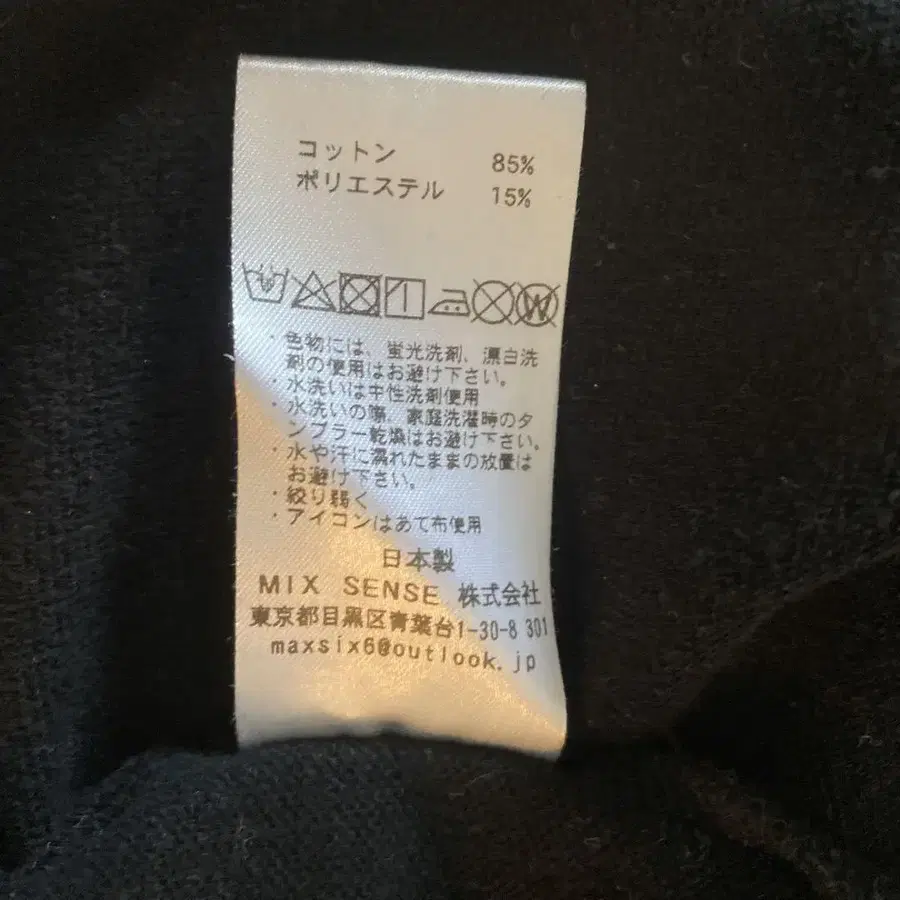 コットン 85%
ポリエステル 15%
・色物には、蛍光洗剤、漂白洗
剤の使用はお避け下さい。
・水洗いは中性洗剤使用
・水洗いの際、家庭洗濯時のタ
ンブラー乾燥はお避け下さい。
・水や汗に濡れたままの放置は
お避け下さい。
・絞り弱く
・アイコンはあて布使用
日本製
MIX SENSE 株式会社
東京都目黒区青葉台1-30-8 301
maxsix6@outlook.jp